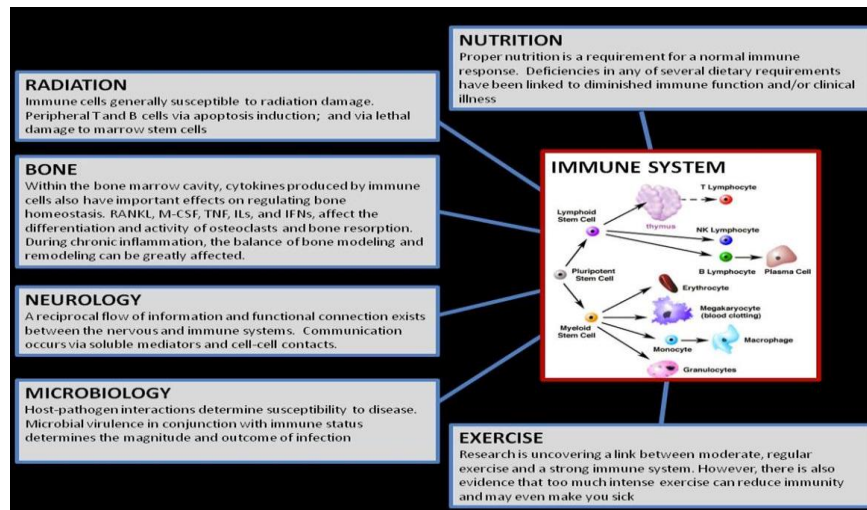 NUTRITION
Proper nutrition is a requirement for a normal immune
response. Deficiencies in any of several dietary requirements
have been linked to diminished immune function and/or clinical
illness
RADIATION
Immune cells generally susceptible to radiation damage.
Peripheral T and B cells via apoptosis induction; and via lethal
damage to marrow stem cells
BONE
Within the bone marrow cavity, cytokines produced by immune
cells also have important effects on regulating bone
homeostasis. RANKL, M-CSF, TNF, ILs, and IFNs, affect the
differentiation and activity of osteoclasts and bone resorption.
During chronic inflammation, the balance of bone modeling and
remodeling can be greatly affected.
NEUROLOGY
A reciprocal flow of information and functional connection exists
between the nervous and immune systems. Communication
occurs via soluble mediators and cell-cell contacts.
MICROBIOLOGY
Host-pathogen interactions determine susceptibility to disease.
Microbial virulence in conjunction with immune status
determines the magnitude and outcome of infection
IMMUNE SYSTEM
T Lymphocyte
Lymphoid
Stem Cell
thymus
NK Lymphocyte
B Lymphocyte
Plasma Cell
Pluripotent
Stem Cell
Erythrocyte
Megakaryocyte
(blood clotting)
Myeloid
Stem Cell
Monocyte
Macrophage
Granulocytes
EXERCISE
Research is uncovering a link between moderate, regular
exercise and a strong immune system. However, there is also
evidence that too much intense exercise can reduce immunity
and may even make you sick